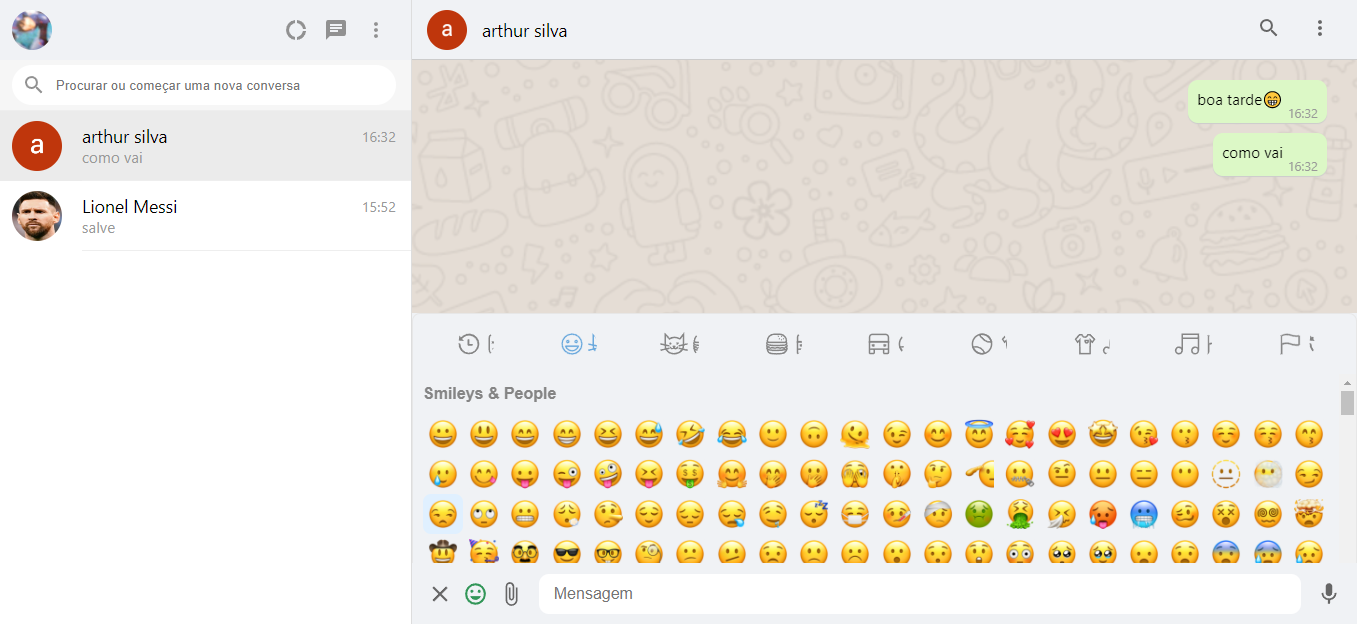 Procurar ou começar uma nova conversa
a
arthur silva
16:32
como vai
Lionel Messi
15:52
salve
a
arthur silva
boa tarde😁
16:32
como vai
16:32
Smileys & People
Mensagem